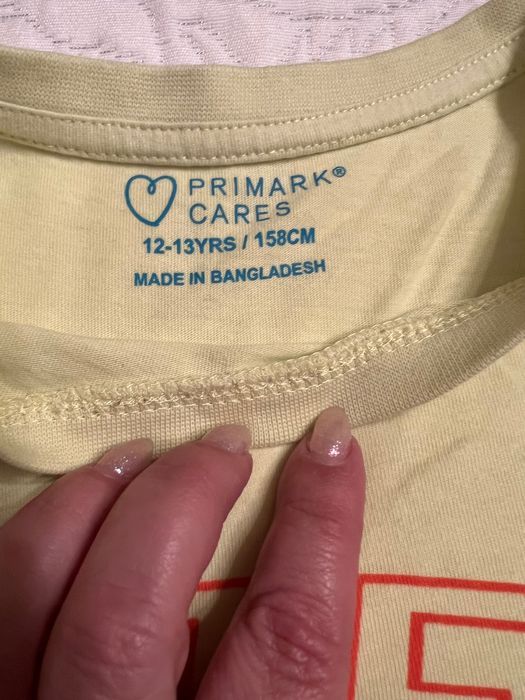 PRIMARK®
CARES
12-13YRS / 158CM
MADE IN BANGLADESH